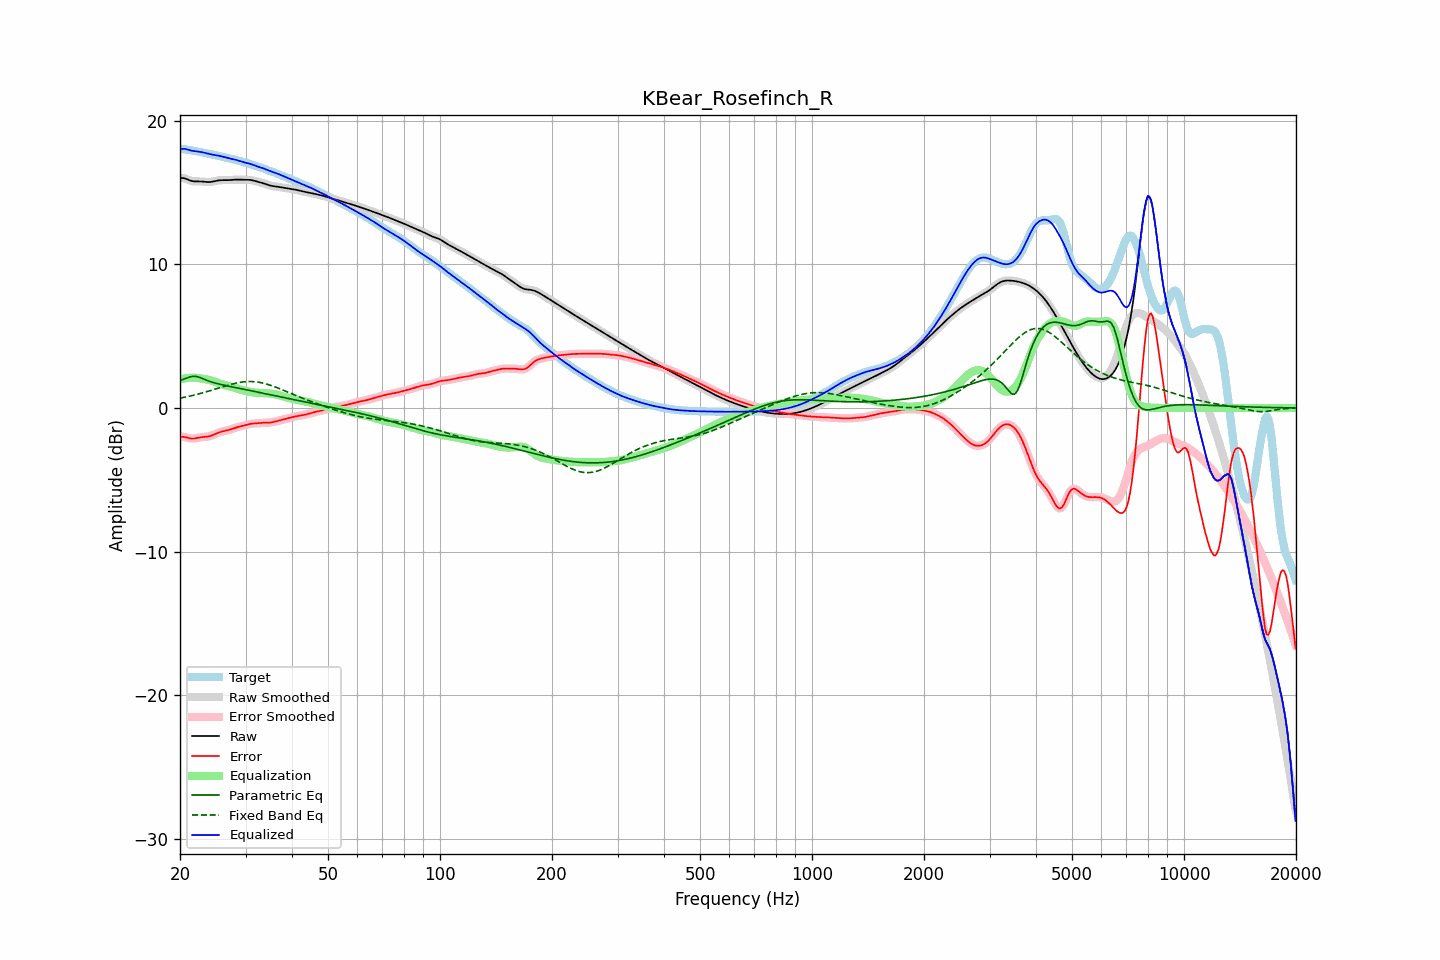 KBear_Rosefinch_R
20
10
0
−10
−20
−30
Amplitude (dBr)
Target
Raw Smoothed
Error Smoothed
Raw
Error
Equalization
Parametric Eq
Fixed Band Eq
Equalized
20 50 100 200 500 1000 2000 5000 10000 20000
Frequency (Hz)